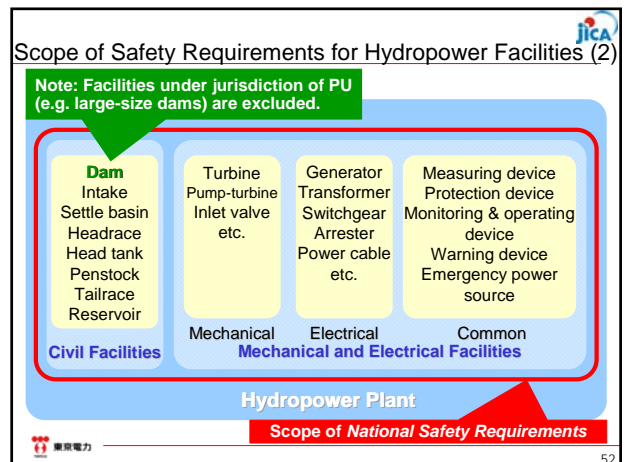 jica
Scope of Safety Requirements for Hydropower Facilities (2)
Note: Facilities under jurisdiction of PU
(e.g. large-size dams) are excluded.
Dam
Intake
Settle basin
Headrace
Head tank
Penstock
Tailrace
Reservoir
Civil Facilities
Turbine
Pump-turbine
Inlet valve
etc.
Mechanical
Generator
Transformer
Switchgear
Arrester
Power cable
etc.
Electrical
Measuring device
Protection device
Monitoring & operating
device
Warning device
Emergency power
source
Common
Mechanical and Electrical Facilities
Hydropower Plant
Scope of National Safety Requirements
東京電力
52